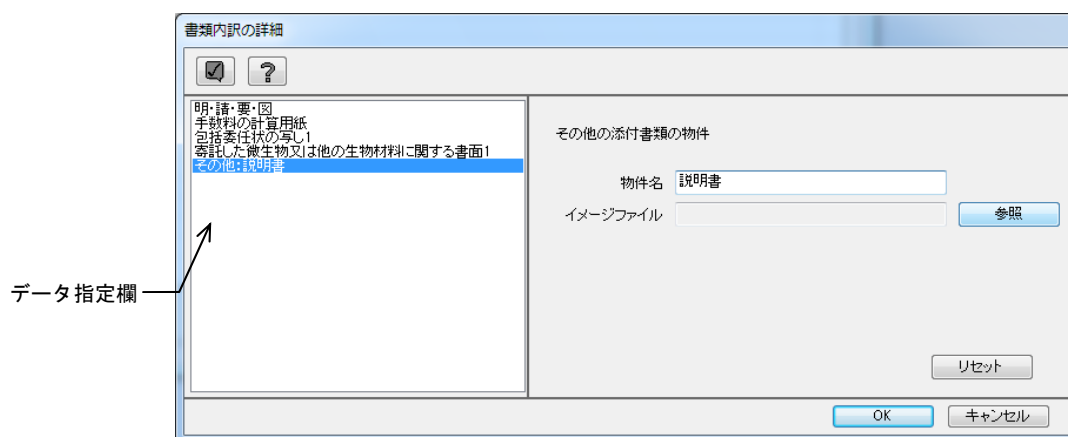 書類内訳の詳細
?
明・請・要・図
手数料の計算用紙
包括委任状の写し1
寄託した微生物又は他の生物材料に関する書面1
その他:説明書
その他の添付書類の物件
物件名 説明書
イメージファイル 参照
データ指定欄
リセット
OK キャンセル